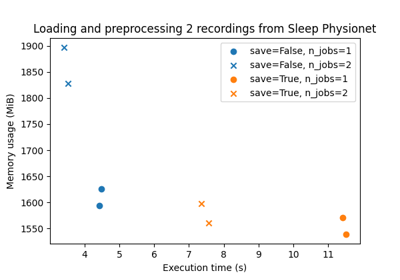 Loading and preprocessing 2 recordings from Sleep Physionet
save=False, n_jobs=1
save=False, n_jobs=2
save=True, n_jobs=1
save=True, n_jobs=2
Memory usage (MiB)
1900
1850
1800
1750
1700
1650
1600
1550
4 5 6 7 8 9 10 11
Execution time (s)